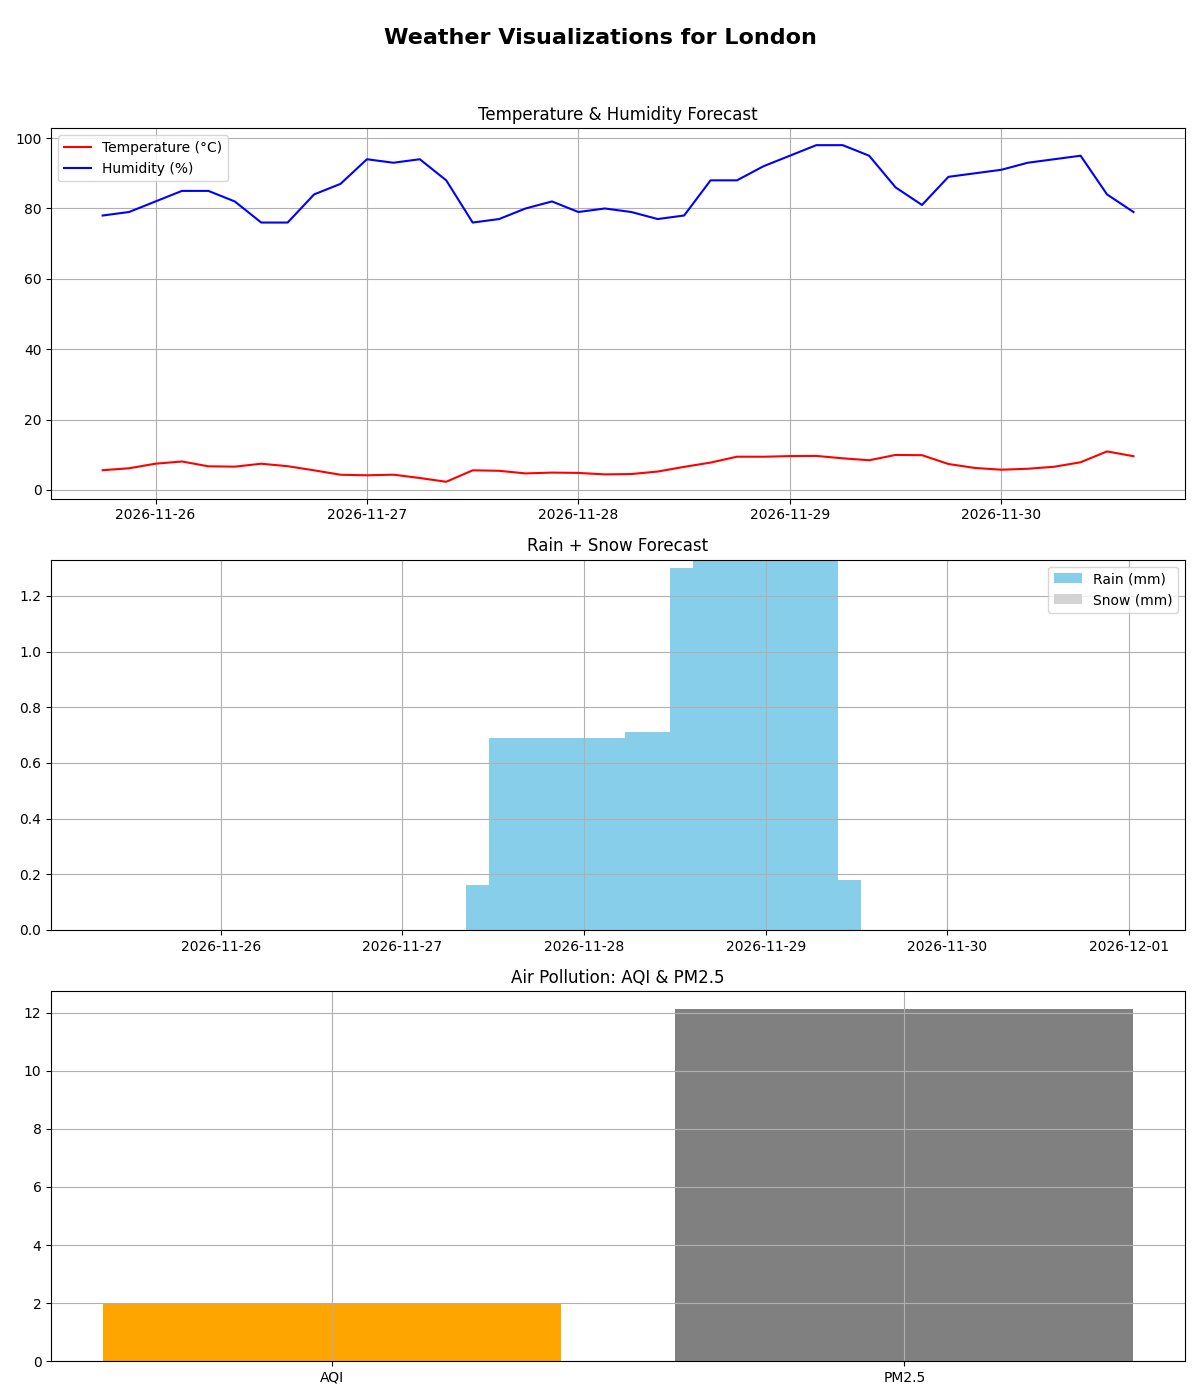 Weather Visualizations for London
Temperature & Humidity Forecast
Temperature (°C)
Humidity (%)
100
80
60
40
20
0
2026-11-26 2026-11-27 2026-11-28 2026-11-29 2026-11-30
Rain + Snow Forecast
Rain (mm)
Snow (mm)
1.2
1.0
0.8
0.6
0.4
0.2
0.0
2026-11-26 2026-11-27 2026-11-28 2026-11-29 2026-11-30 2026-12-01
Air Pollution: AQI & PM2.5
12
10
8
6
4
2
0
AQI PM2.5